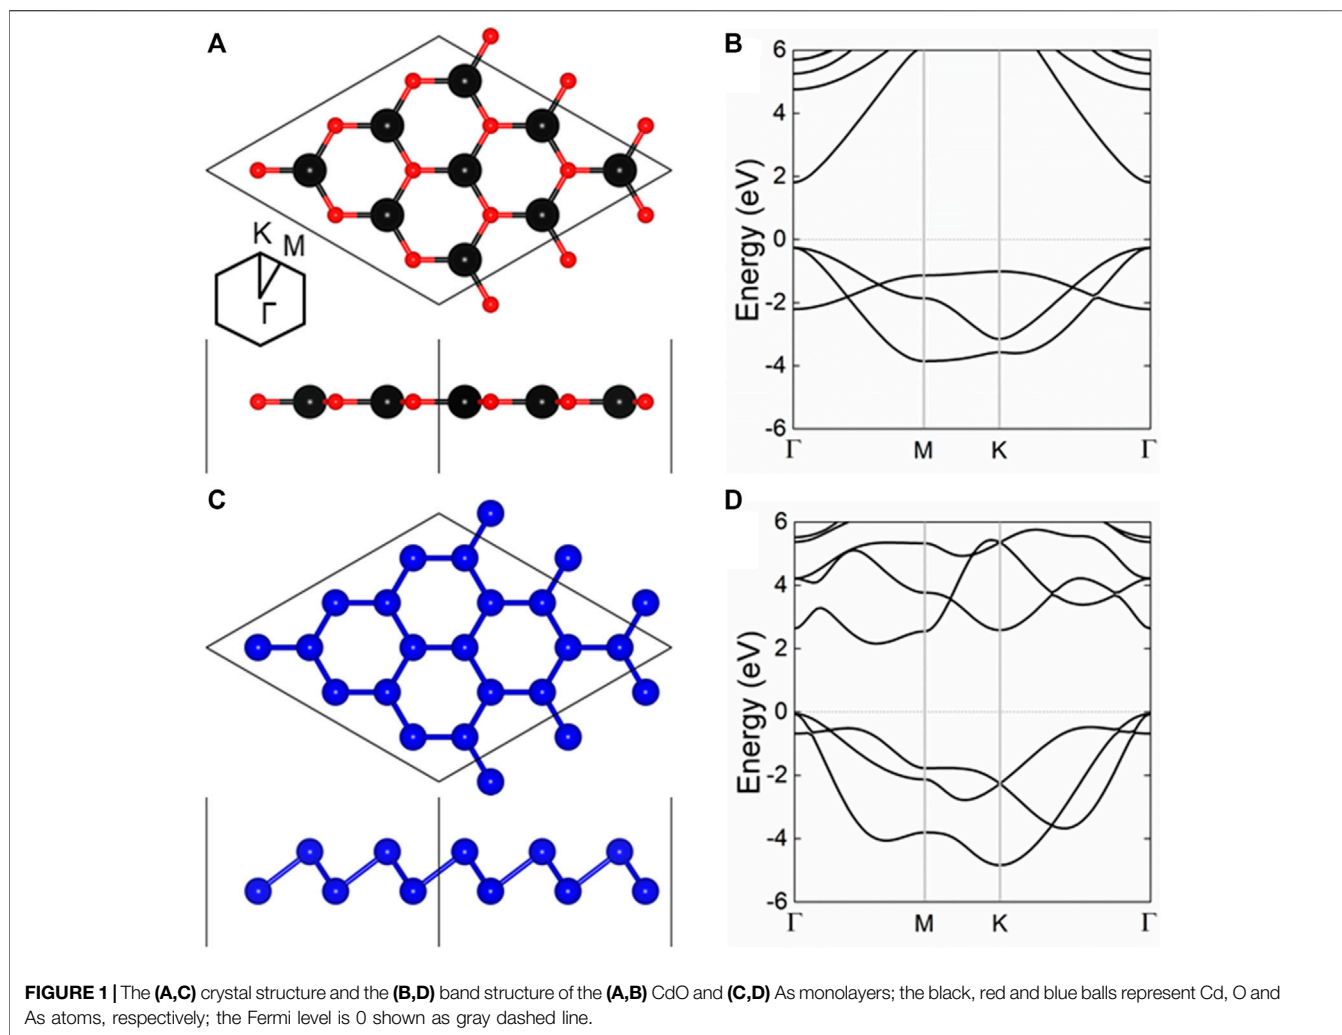 A
K
M
Γ
B
6
4
2
0
-2
-4
-6
Energy (eV)
Γ M K Γ
C
D
6
4
2
0
-2
-4
-6
Energy (eV)
Γ M K Γ
FIGURE 1 | The (A,C) crystal structure and the (B,D) band structure of the (A,B) CdO and (C,D) As monolayers; the black, red and blue balls represent Cd, O and
As atoms, respectively; the Fermi level is 0 shown as gray dashed line.